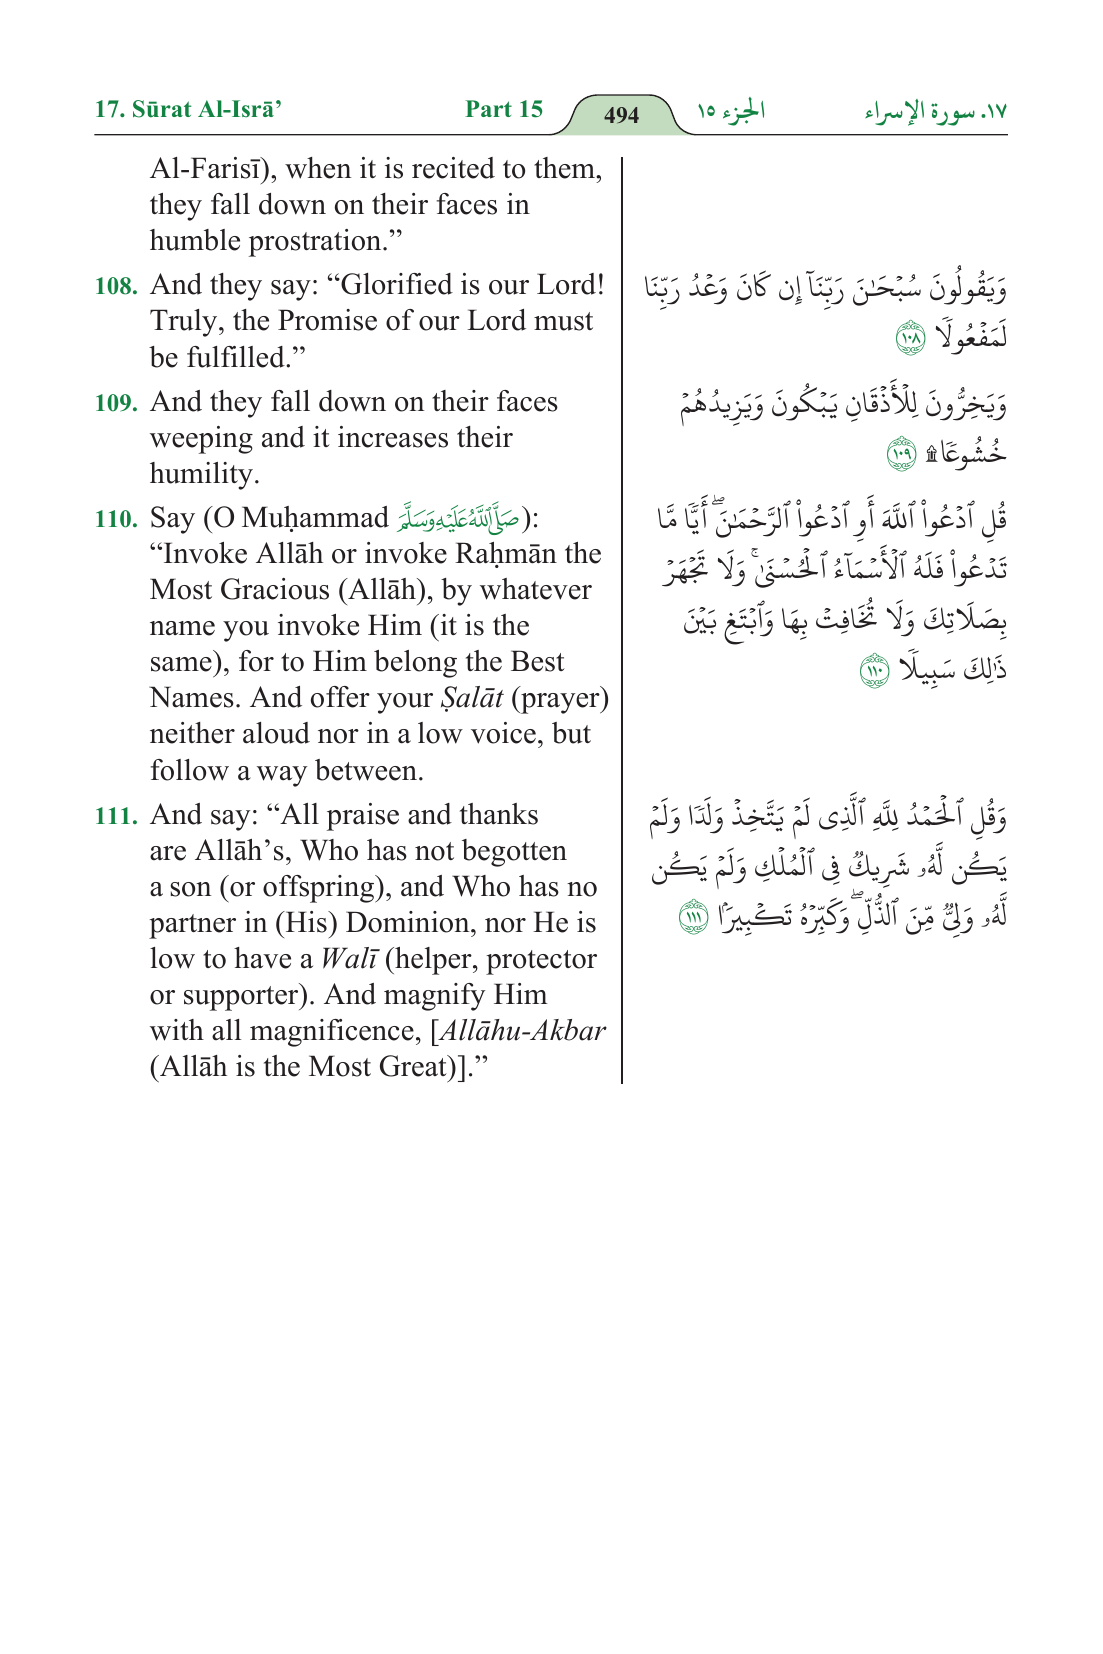 17. Sūrat Al-Isrā’ Part 15 494 الجزء ١٥ ١٧. سورة الإسراء
Al-Farisī), when it is recited to them,
they fall down on their faces in
humble prostration.”
108. And they say: “Glorified is our Lord!
Truly, the Promise of our Lord must
be fulfilled.”
وَيَقُولُونَ سُبۡحَٰنَ رَبِّنَآ إِن كَانَ وَعۡدُ رَبِّنَا
لَمَفۡعُولٗا ١٠٨
109. And they fall down on their faces
weeping and it increases their
humility.
وَيَخِرُّونَ لِلۡأَذۡقَانِ يَبۡكُونَ وَيَزِيدُهُمۡ
خُشُوعٗا۩ ١٠٩
110. Say (O Muḥammad صَلَّى ٱللَّهُ عَلَيْهِ وَسَلَّمَ):
“Invoke Allāh or invoke Raḥmān the
Most Gracious (Allāh), by whatever
name you invoke Him (it is the
same), for to Him belong the Best
Names. And offer your Ṣalāt (prayer)
neither aloud nor in a low voice, but
follow a way between.
قُلِ ٱدۡعُواْ ٱللَّهَ أَوِ ٱدۡعُواْ ٱلرَّحۡمَٰنَۖ أَيّٗا مَّا
تَدۡعُواْ فَلَهُ ٱلۡأَسۡمَآءُ ٱلۡحُسۡنَىٰۚ وَلَا تَجۡهَرۡ
بِصَلَاتِكَ وَلَا تُخَافِتۡ بِهَا وَٱبۡتَغِ بَيۡنَ
ذَٰلِكَ سَبِيلٗا ١١٠
111. And say: “All praise and thanks
are Allāh’s, Who has not begotten
a son (or offspring), and Who has no
partner in (His) Dominion, nor He is
low to have a Walī (helper, protector
or supporter). And magnify Him
with all magnificence, [Allāhu-Akbar
(Allāh is the Most Great)].”
وَقُلِ ٱلۡحَمۡدُ لِلَّهِ ٱلَّذِي لَمۡ يَتَّخِذۡ وَلَدٗا وَلَمۡ
يَكُن لَّهُۥ شَرِيكٞ فِي ٱلۡمُلۡكِ وَلَمۡ يَكُن
لَّهُۥ وَلِيّٞ مِّنَ ٱلذُّلِّۖ وَكَبِّرۡهُ تَكۡبِيرَۢا ١١١